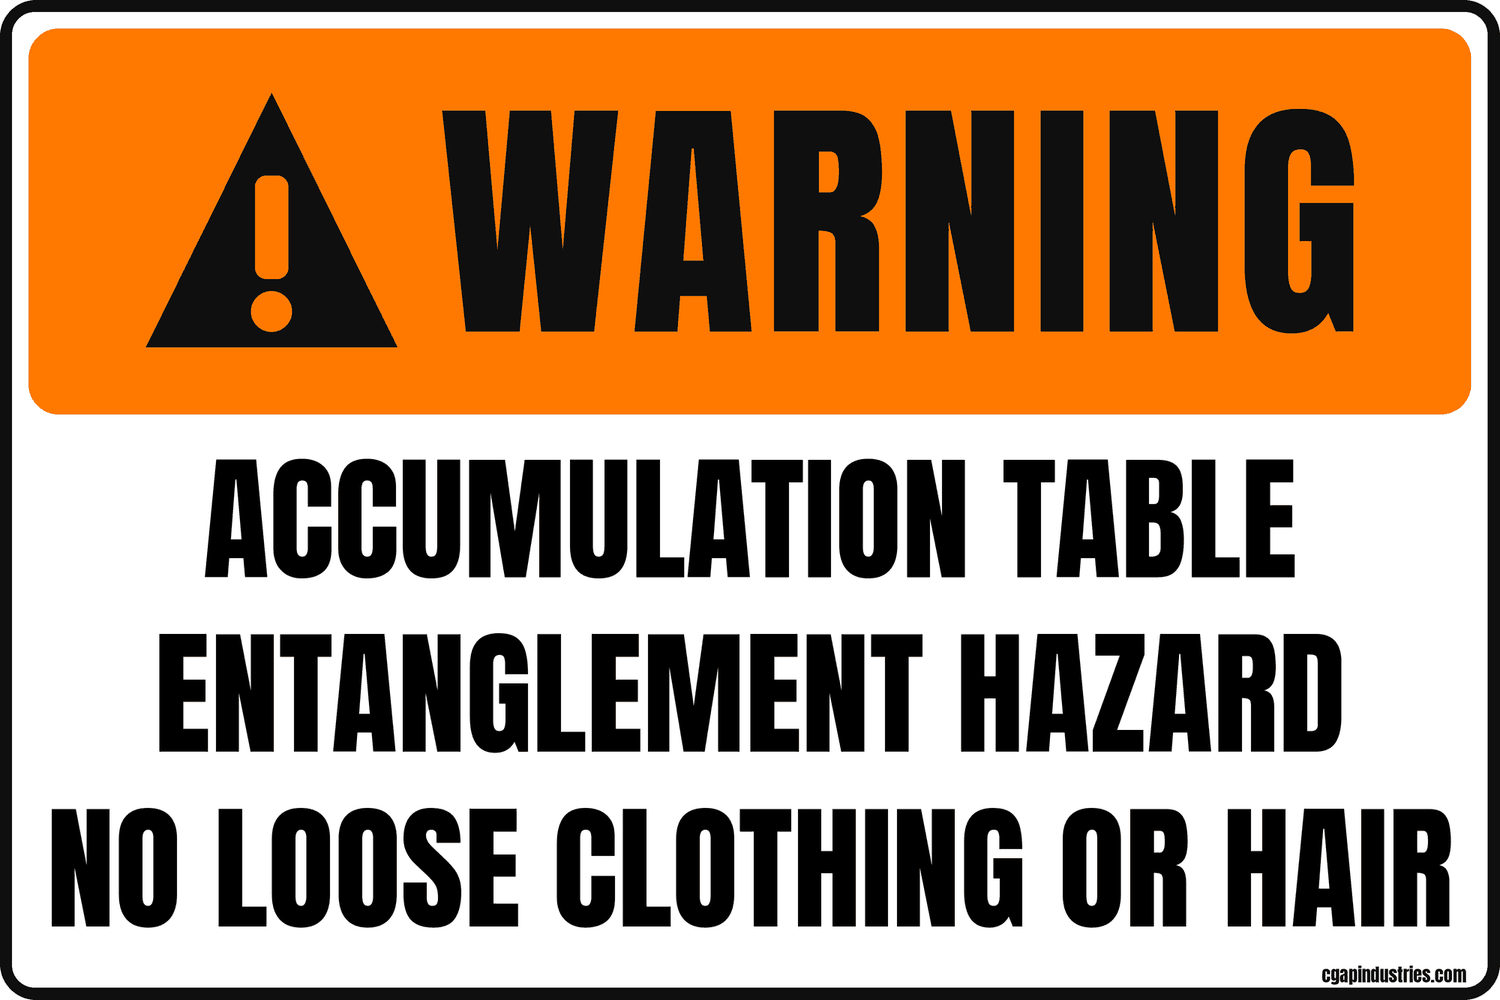 WARNING
ACCUMULATION TABLE
ENTANGLEMENT HAZARD
NO LOOSE CLOTHING OR HAIR
cgapindustries.com